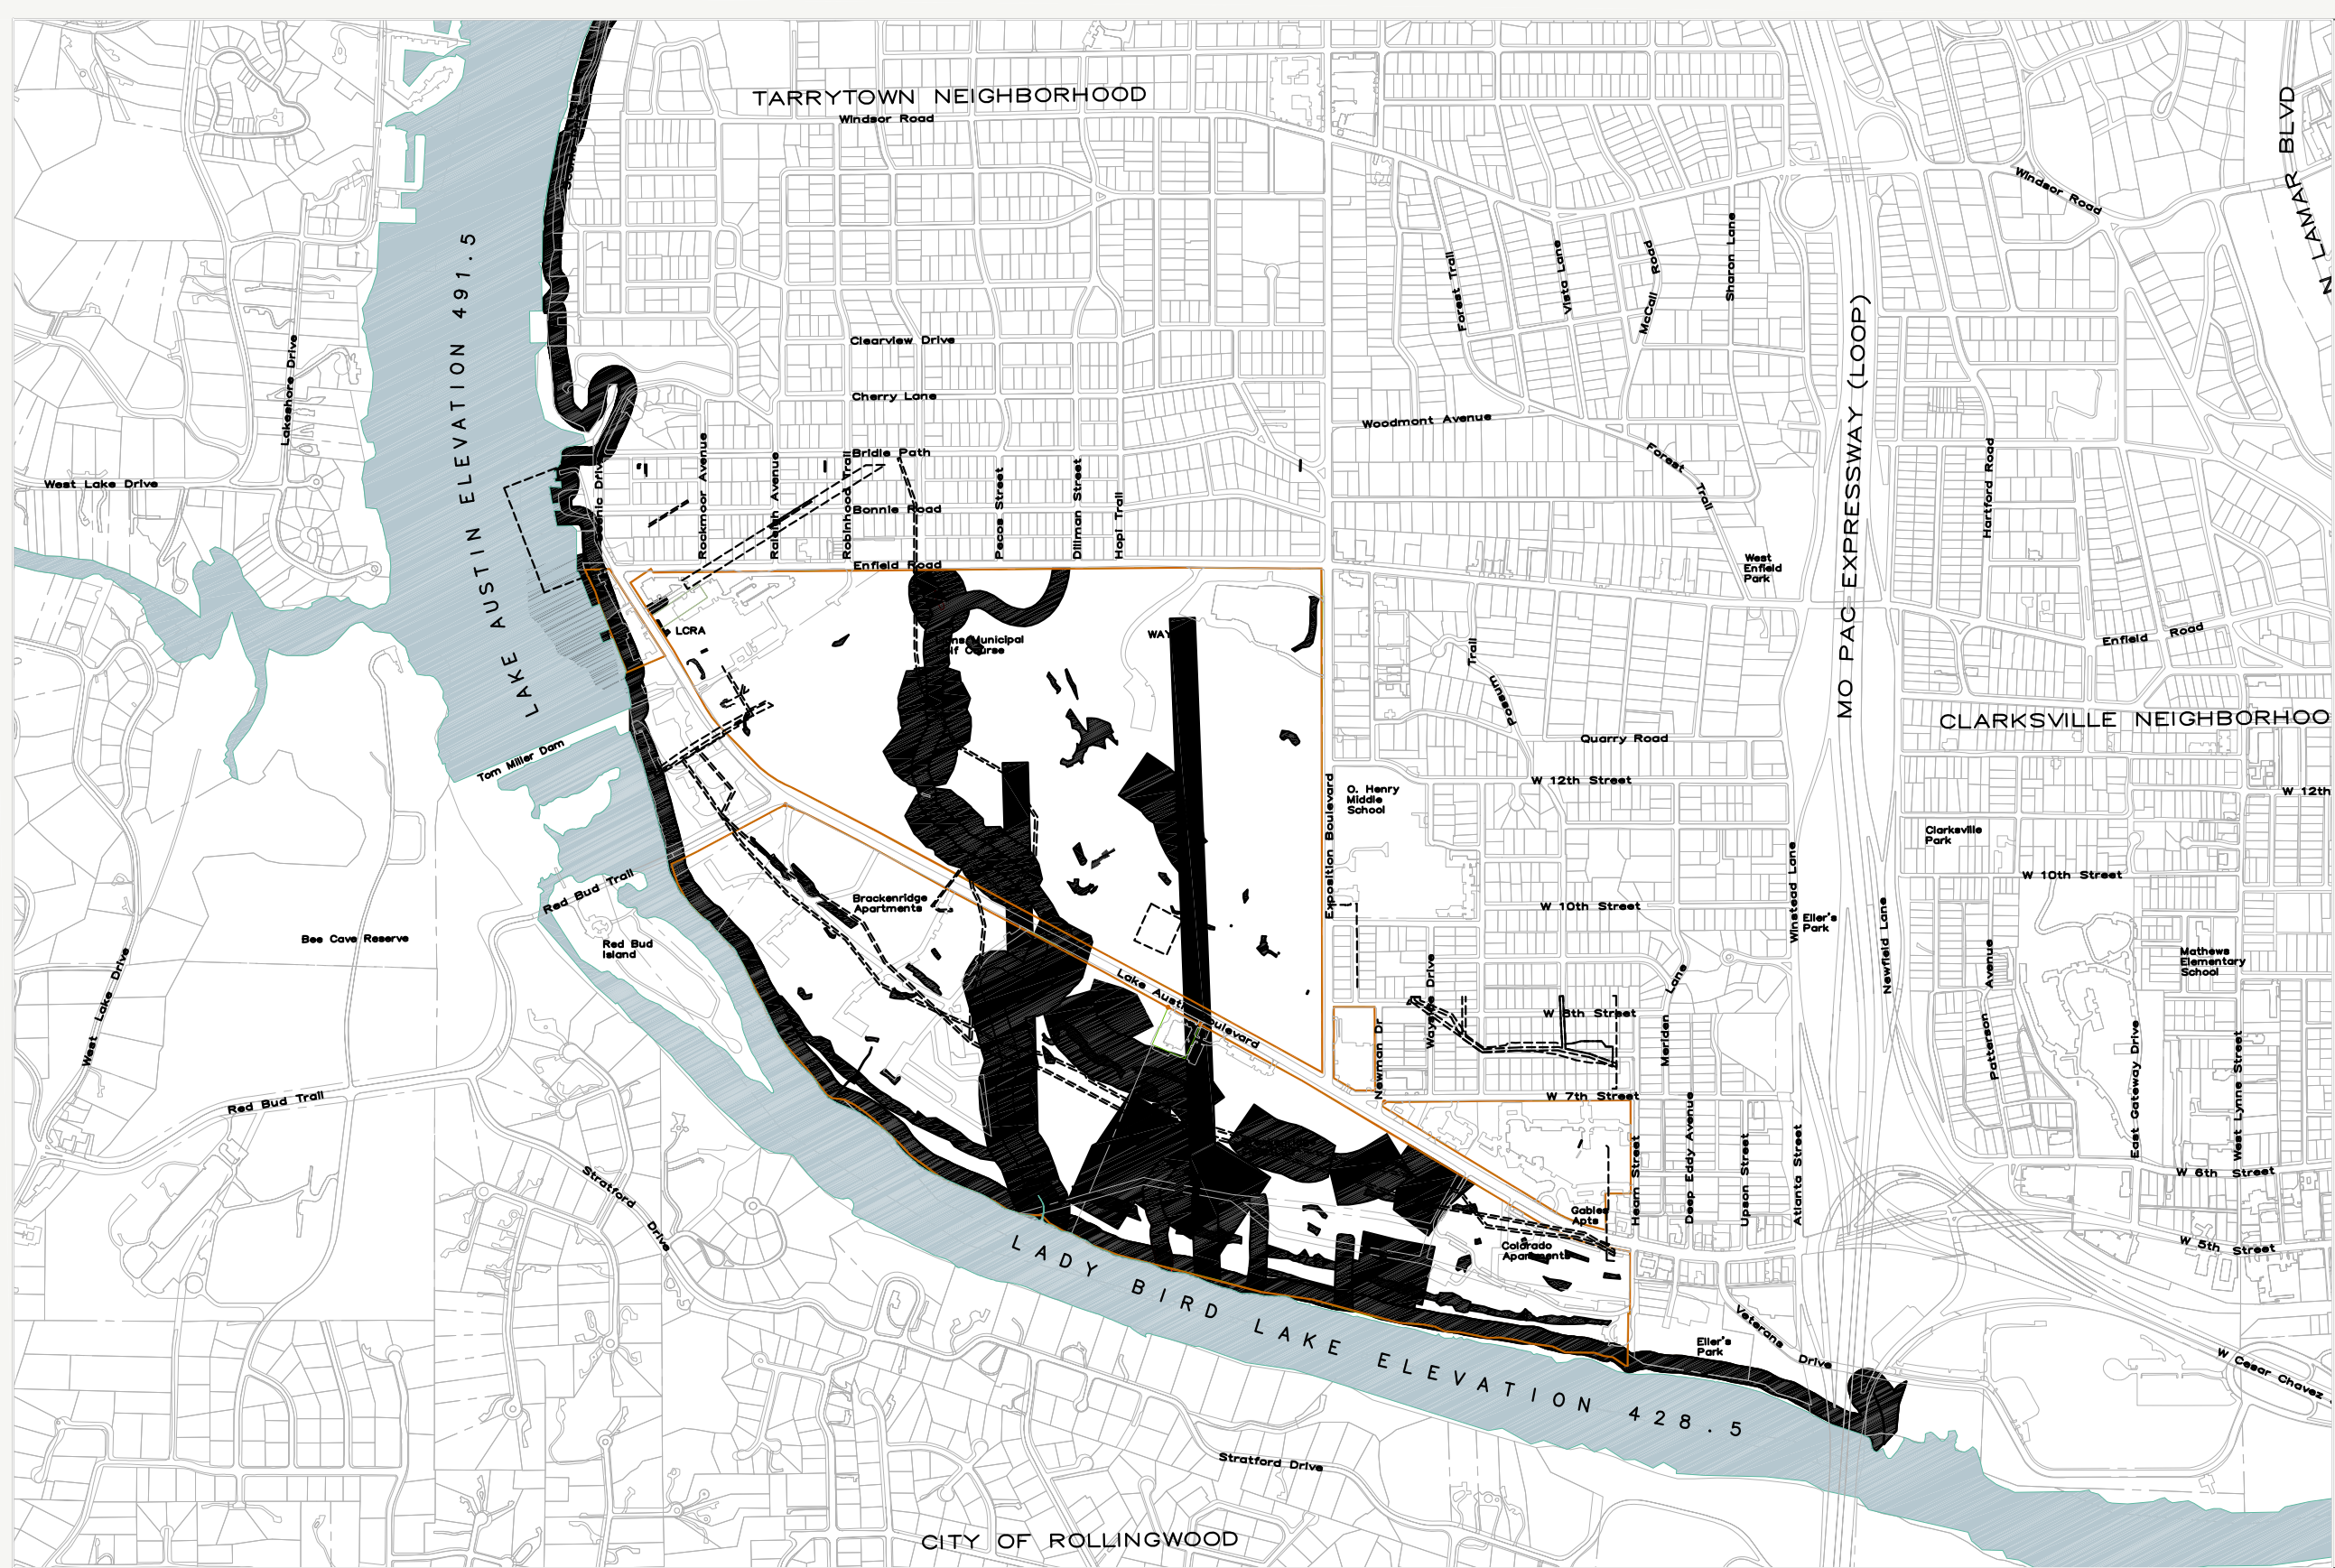 TARRYTOWN NEIGHBORHOOD
Windsor Road
N LAMAR BLVD
Windsor Road
LAKE AUSTIN ELEVATION 491.5
Lakeshore Drive
Forest Trail
Vista Lane
McCall Road
Sharon Lane
MO PAC EXPRESSWAY (LOOP)
Clearview Drive
Cherry Lane
Woodmont Avenue
Forest Trail
Hartford Road
West Lake Drive
Scenic Drive
Rockmoor Avenue
Raleigh Avenue
Robinhood Trail
Bridle Path
Bonnie Road
Pecos Street
Dillman Street
Hopi Trail
Enfield Road
West
Enfield
Park
LCRA
Municipal
Course
WAY
Possum Trail
Enfield Road
CLARKSVILLE NEIGHBORHOO
Quarry Road
Tom Miller Dam
W 12th Street
W 12th
O. Henry
Middle
School
Exposition Boulevard
Clarksville
Park
Winstead Lane
W 10th Street
Red Bud Trail
Brackenridge
Apartments
W 10th Street
Eller's
Park
Newfield Lane
Bee Cave Reserve
Red Bud
Island
West Lake Drive
Lake Austin Boulevard
Wayside Drive
Meriden Lane
Patterson Avenue
Mathews
Elementary
School
W 8th Street
Newman Dr
East Gateway Drive
West Lynne Street
Red Bud Trail
W 7th Street
Hearn Street
Deep Eddy Avenue
Upson Street
Atlanta Street
W 6th Street
Stratford Drive
Gables
Apts
Colorado
Apartments
W 5th Street
LADY BIRD LAKE ELEVATION 428.5
Eller's
Park
Veterans Drive
W Cesar Chavez
Stratford Drive
CITY OF ROLLINGWOOD